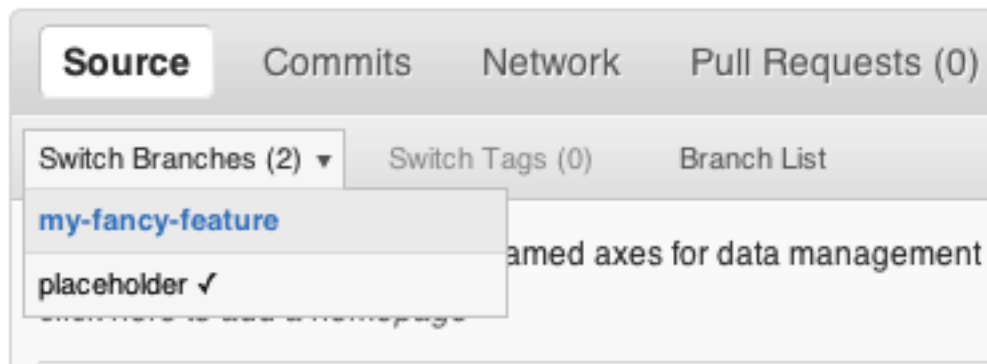 Source Commits Network Pull Requests (0)
Switch Branches (2) ▼ Switch Tags (0) Branch List
my-fancy-feature
amed axes for data management
placeholder ✓